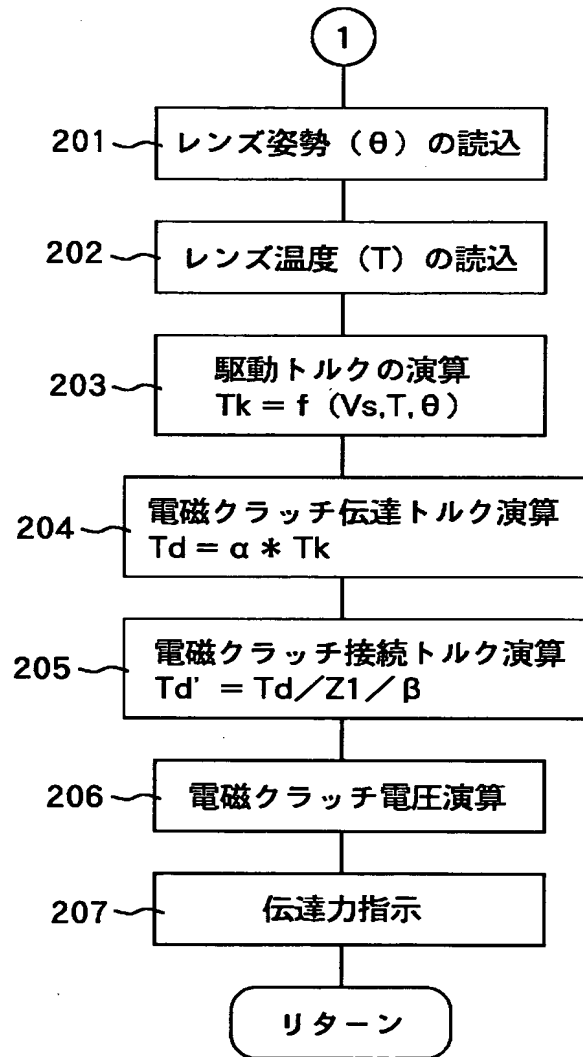 1
201 レンズ姿勢（θ）の読込
202 レンズ温度（T）の読込
203 駆動トルクの演算
Tk = f（Vs,T,θ）
204 電磁クラッチ伝達トルク演算
Td = α * Tk
205 電磁クラッチ接続トルク演算
Td' = Td／Z1／β
206 電磁クラッチ電圧演算
207 伝達力指示
リターン